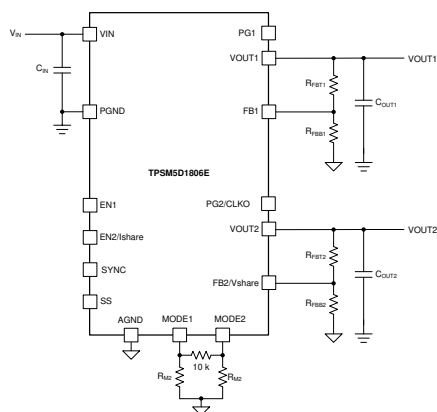 VIN
VIN
CIN
PGND
TPSM5D1806E
EN1
EN2/Ishare
SYNC
SS
AGND
MODE1
MODE2
10 k
RM2
RM2
PG1
VOUT1
VOUT1
RFBT1
COUT1
FB1
RFBB1
PG2/CLKO
VOUT2
VOUT2
RFBT2
COUT2
FB2/Vshare
RFBB2